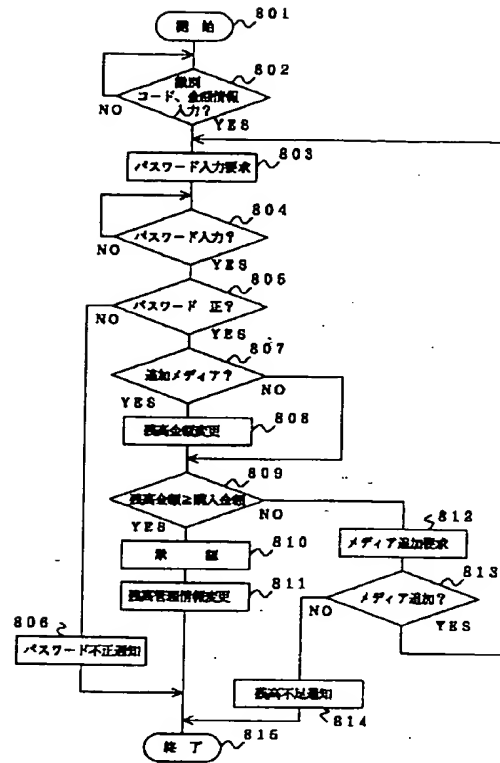 開 始
801
識別
コード、金額情報
入力?
802
NO
YES
パスワード入力要求
803
パスワード入力?
804
NO
YES
パスワード 正?
805
NO
YES
追加メディア?
807
NO
YES
残高金額変更
808
残高金額≧購入金額
809
NO
YES
承 認
810
残高管理情報変更
811
メディア追加要求
812
メディア追加?
813
NO
YES
806
パスワード不正通知
残高不足通知
814
終 了
815